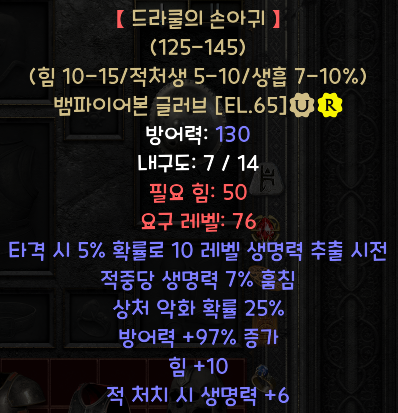 【 드라쿨의 손아귀 】
(125-145)
(힘 10-15/적처생 5-10/생흡 7-10%)
뱀파이어본 글러브 [EL.65] U R
방어력: 130
내구도: 7 / 14
필요 힘: 50
요구 레벨: 76
타격 시 5% 확률로 10 레벨 생명력 추출 시전
적중당 생명력 7% 훔침
상처 악화 확률 25%
방어력 +97% 증가
힘 +10
적 처치 시 생명력 +6